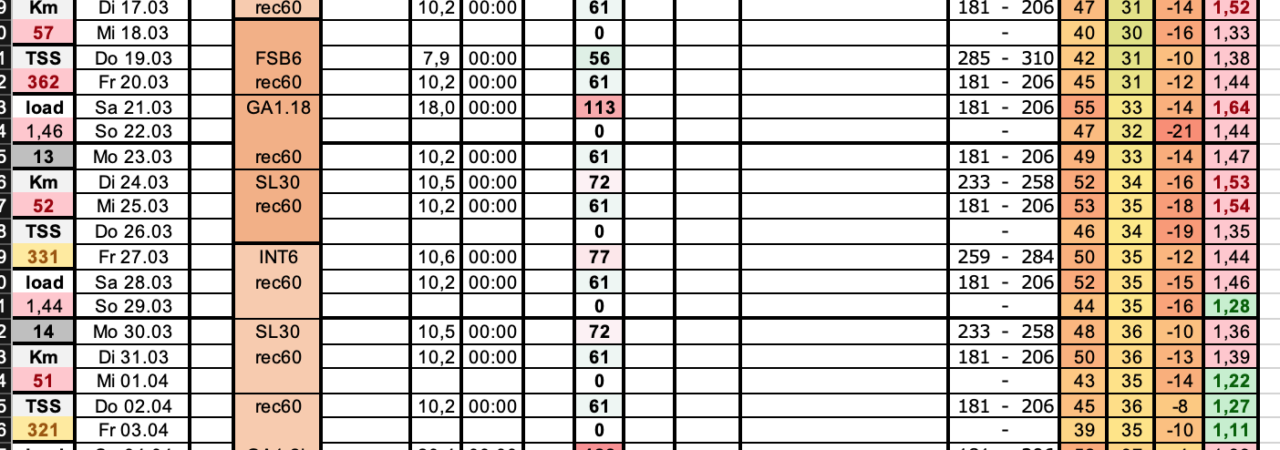 9 Km Di 17.03 rec60 10,2 00:00 61 181 - 206 47 31 -14 1,52
0 57 Mi 18.03 0 - 40 30 -16 1,33
1 TSS Do 19.03 FSB6 7,9 00:00 56 285 - 310 42 31 -10 1,38
2 362 Fr 20.03 rec60 10,2 00:00 61 181 - 206 45 31 -12 1,44
3 load Sa 21.03 GA1.18 18,0 00:00 113 181 - 206 55 33 -14 1,64
4 1,46 So 22.03 0 - 47 32 -21 1,44
5 13 Mo 23.03 rec60 10,2 00:00 61 181 - 206 49 33 -14 1,47
6 Km Di 24.03 SL30 10,5 00:00 72 233 - 258 52 34 -16 1,53
7 52 Mi 25.03 rec60 10,2 00:00 61 181 - 206 53 35 -18 1,54
8 TSS Do 26.03 0 - 46 34 -19 1,35
9 331 Fr 27.03 INT6 10,6 00:00 77 259 - 284 50 35 -12 1,44
0 load Sa 28.03 rec60 10,2 00:00 61 181 - 206 52 35 -15 1,46
1 1,44 So 29.03 0 - 44 35 -16 1,28
2 14 Mo 30.03 SL30 10,5 00:00 72 233 - 258 48 36 -10 1,36
3 Km Di 31.03 rec60 10,2 00:00 61 181 - 206 50 36 -13 1,39
4 51 Mi 01.04 0 - 43 35 -14 1,22
5 TSS Do 02.04 rec60 10,2 00:00 61 181 - 206 45 36 -8 1,27
6 321 Fr 03.04 0 - 39 35 -10 1,11